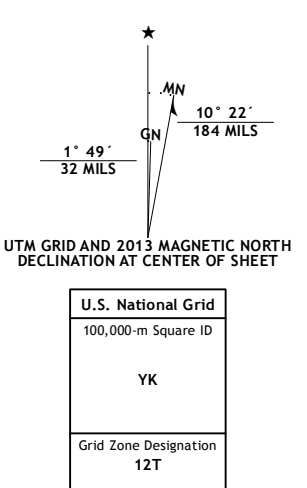 ★
MN
10° 22´
184 MILS
GN
1° 49´
32 MILS
UTM GRID AND 2013 MAGNETIC NORTH
DECLINATION AT CENTER OF SHEET
U.S. National Grid
100,000-m Square ID
YK
Grid Zone Designation
12T